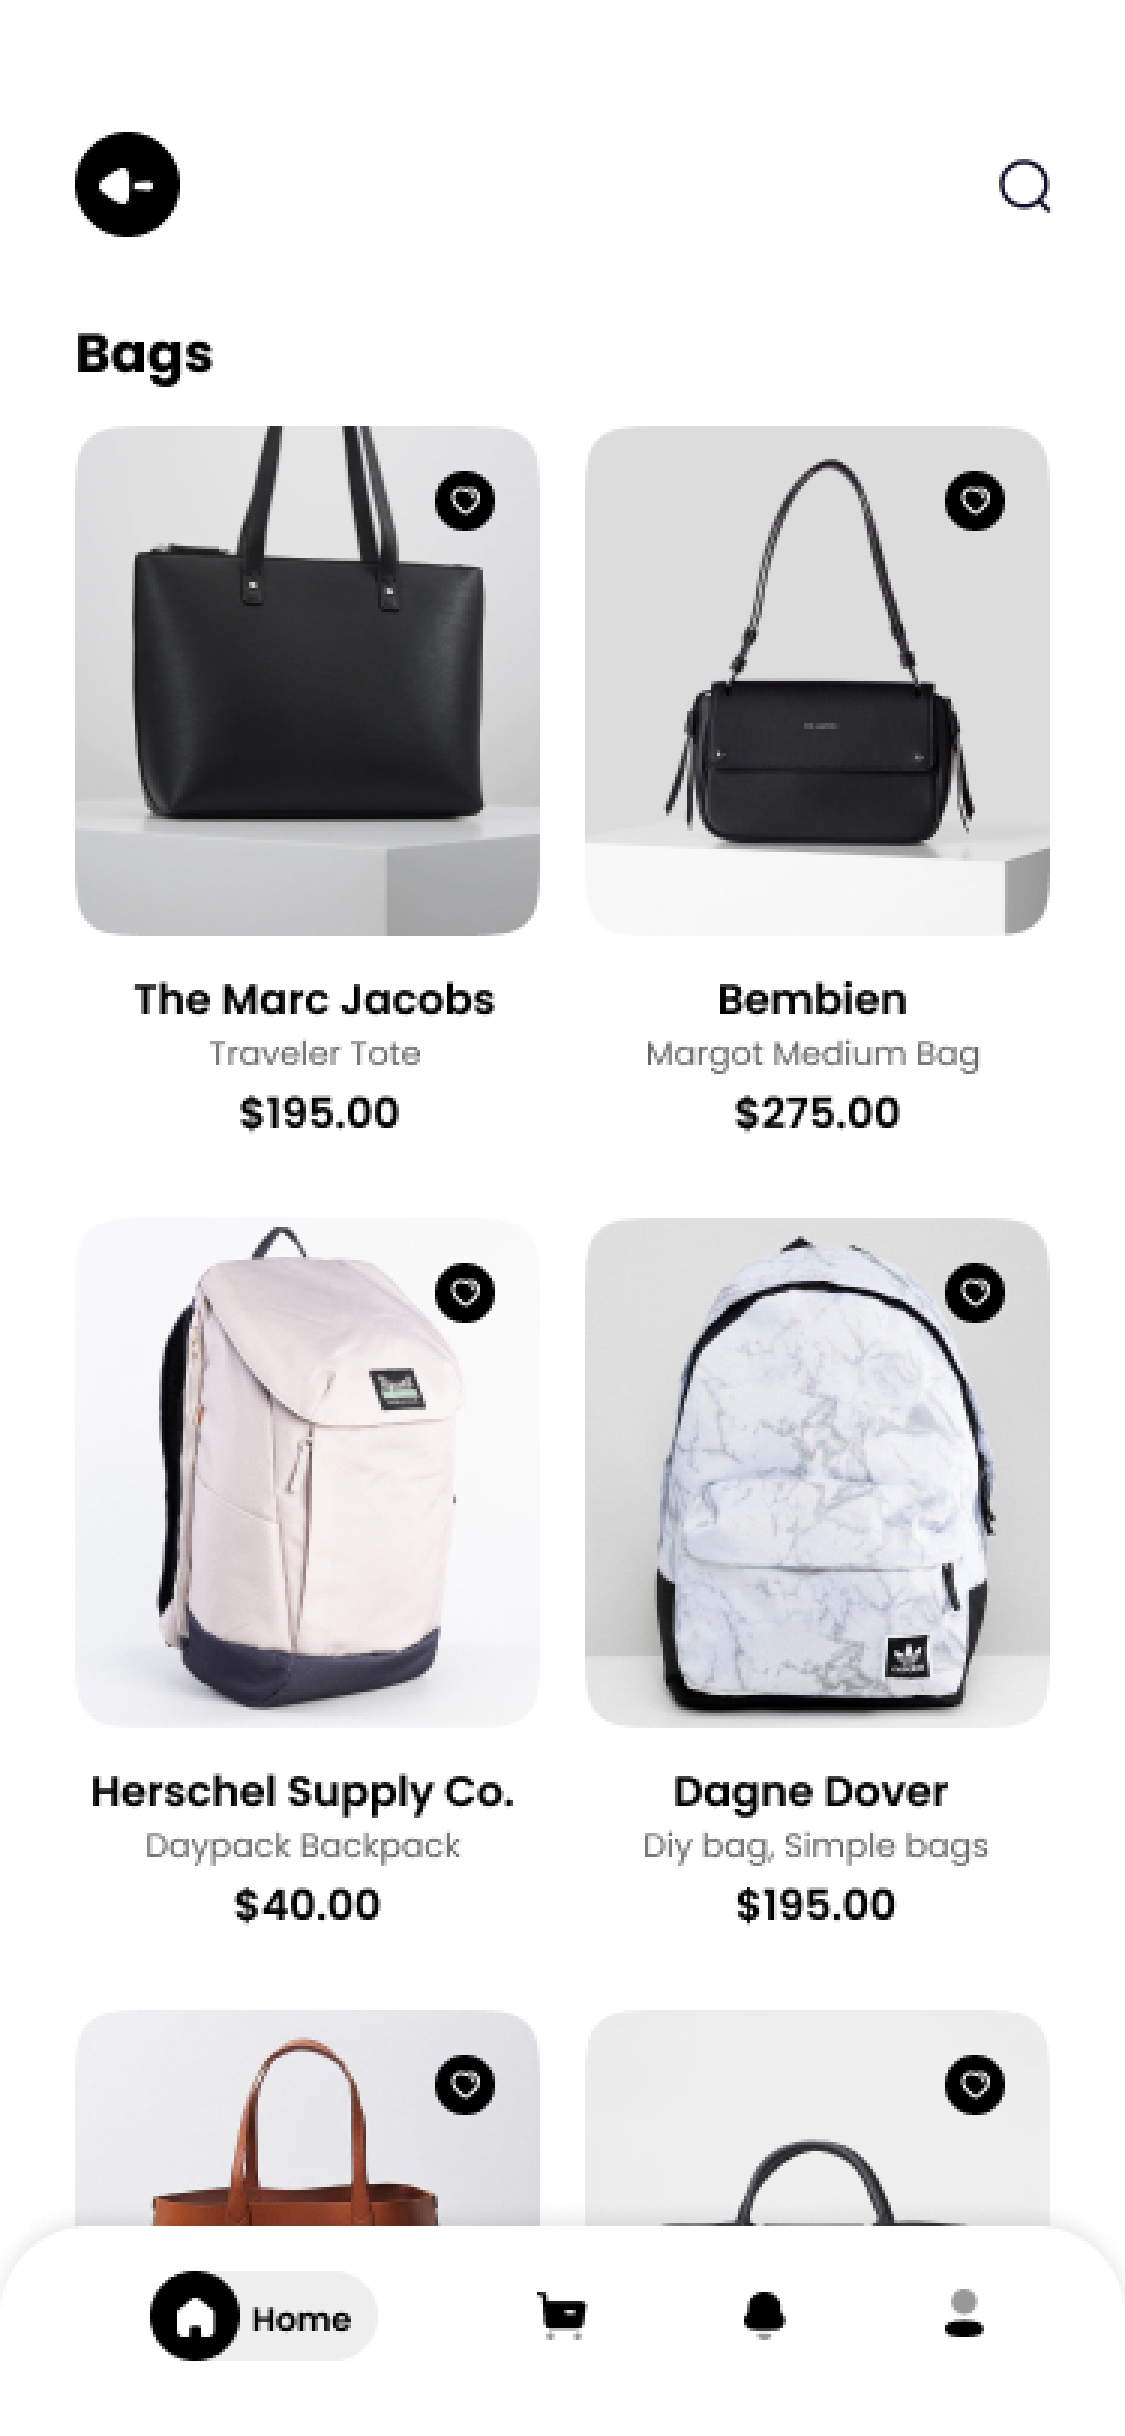 Bags
The Marc Jacobs
Traveler Tote
$195.00
Bembien
Margot Medium Bag
$275.00
Herschel Supply Co.
Daypack Backpack
$40.00
Dagne Dover
Diy bag, Simple bags
$195.00
Home